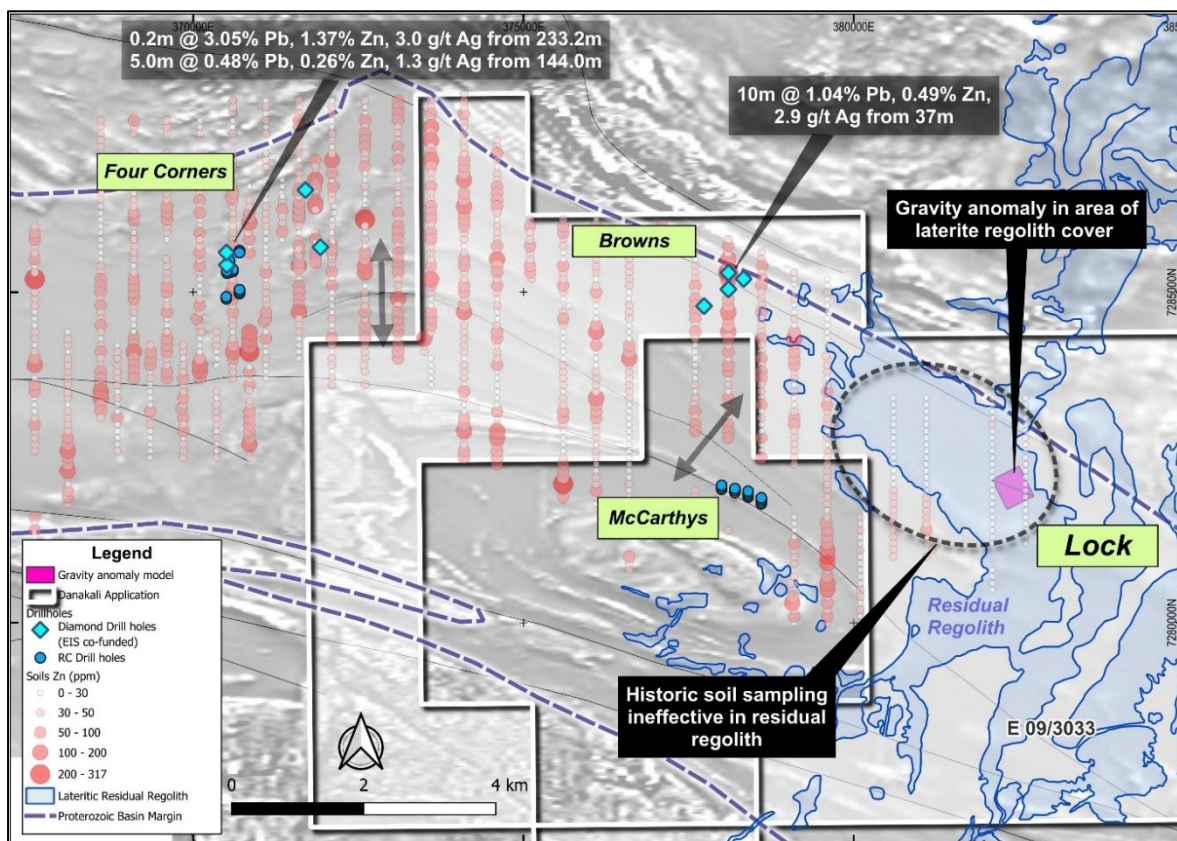 370000E
375000E
380000E
385
0.2m @ 3.05% Pb, 1.37% Zn, 3.0 g/t Ag from 233.2m
5.0m @ 0.48% Pb, 0.26% Zn, 1.3 g/t Ag from 144.0m
10m @ 1.04% Pb, 0.49% Zn,
2.9 g/t Ag from 37m
Four Corners
Gravity anomaly in area of
laterite regolith cover
Browns
7285000N
McCarthys
Lock
Residual
Regolith
7280000N
Historic soil sampling
ineffective in residual
regolith
E 09/3033
Legend
Gravity anomaly model
Danakali Application
Drillholes
Diamond Drill holes
(EIS co-funded)
RC Drill holes
Soils Zn (ppm)
0 - 30
30 - 50
50 - 100
100 - 200
200 - 317
Lateritic Residual Regolith
Proterozoic Basin Margin
0 2 4 km